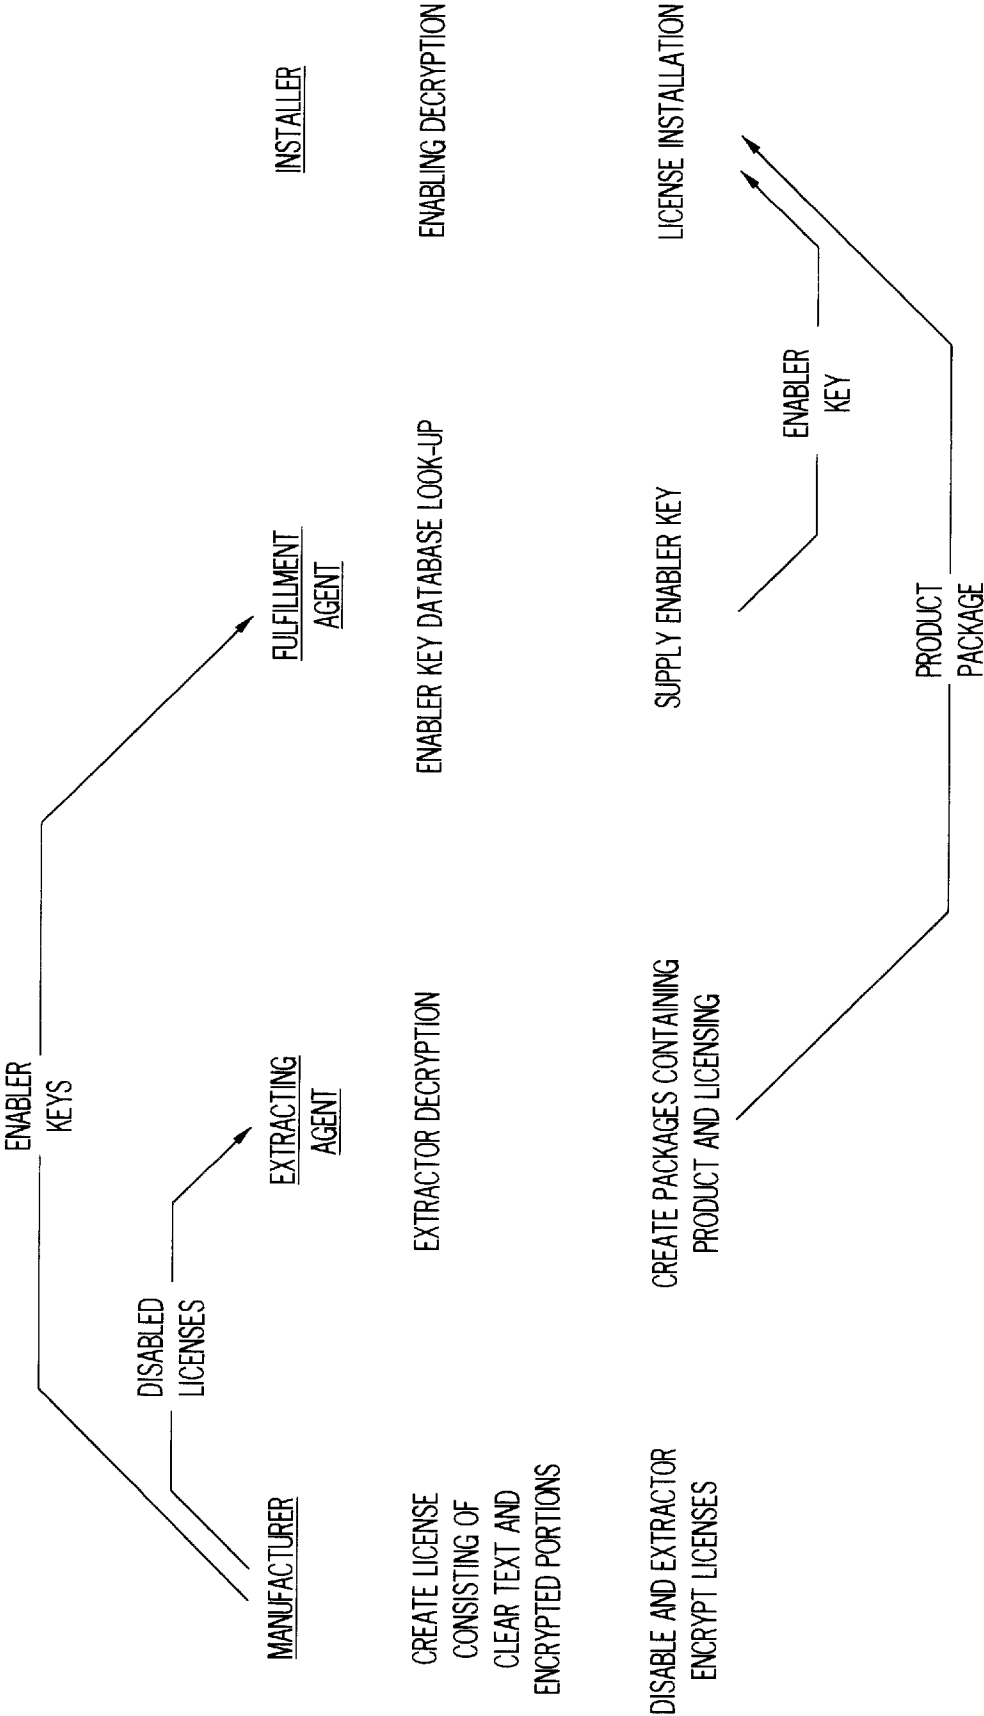 ENABLER
KEYS
DISABLED
LICENSES
MANUFACTURER
EXTRACTING
AGENT
FULFILLMENT
AGENT
INSTALLER
CREATE LICENSE
CONSISTING OF
CLEAR TEXT AND
ENCRYPTED PORTIONS
EXTRACTOR DECRYPTION
ENABLER KEY DATABASE LOOK-UP
ENABLING DECRYPTION
DISABLE AND EXTRACTOR
ENCRYPT LICENSES
CREATE PACKAGES CONTAINING
PRODUCT AND LICENSING
SUPPLY ENABLER KEY
LICENSE INSTALLATION
ENABLER
KEY
PRODUCT
PACKAGE